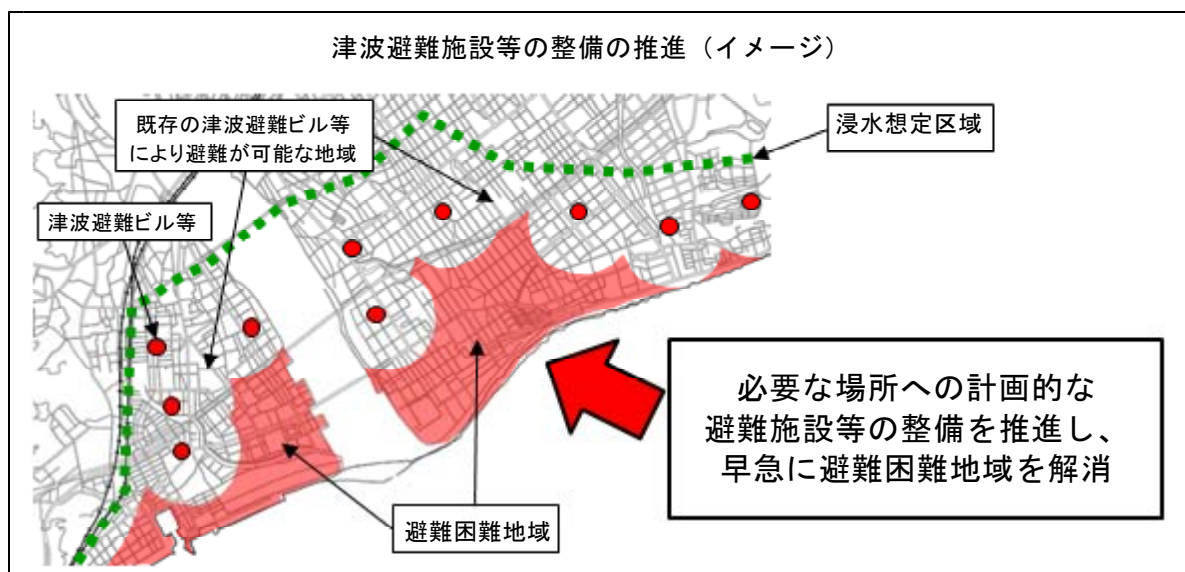 津波避難施設等の整備の推進（イメージ）
既存の津波避難ビル等
により避難が可能な地域
浸水想定区域
津波避難ビル等
必要な場所への計画的な
避難施設等の整備を推進し、
早急に避難困難地域を解消
避難困難地域